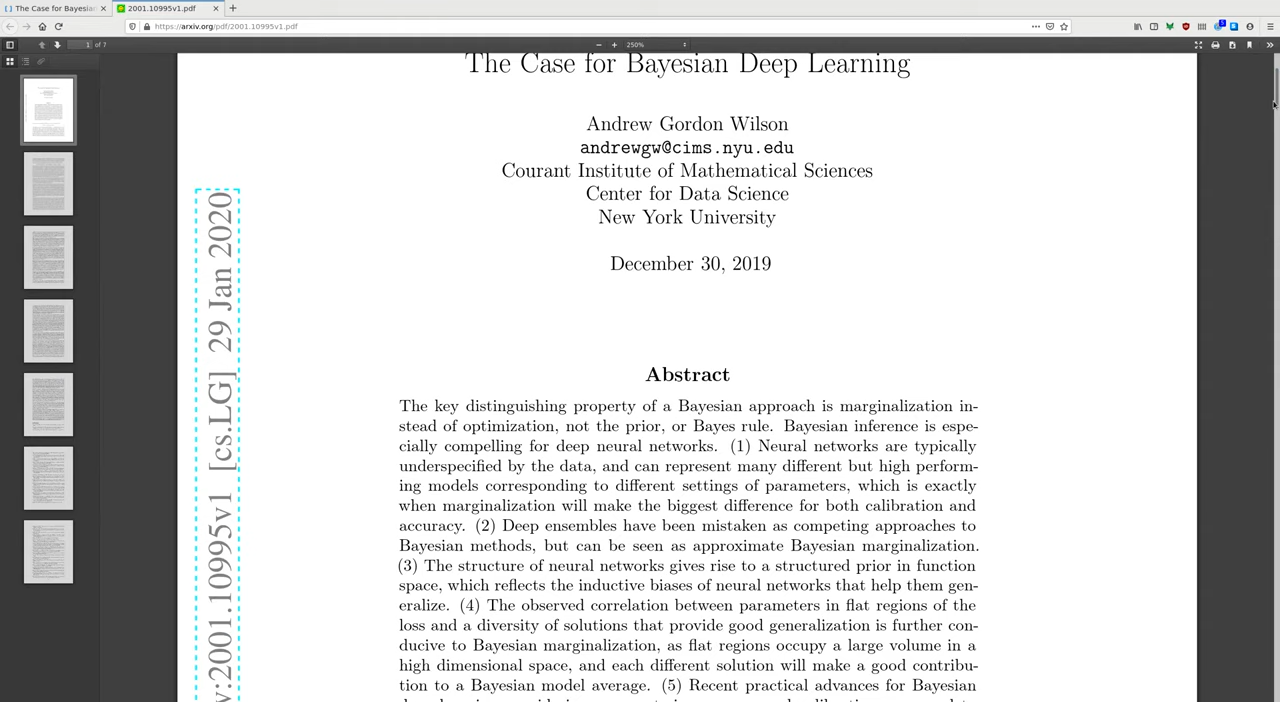 The Case for Bayesian
2001.10995v1.pdf
https://arxiv.org/pdf/2001.10995v1.pdf
1 of 7
250%
The Case for Bayesian Deep Learning
Andrew Gordon Wilson
andrewgw@cims.nyu.edu
Courant Institute of Mathematical Sciences
Center for Data Science
New York University
December 30, 2019
v:2001.10995v1 [cs.LG] 29 Jan 2020
Abstract
The key distinguishing property of a Bayesian approach is marginalization in-
stead of optimization, not the prior, or Bayes rule. Bayesian inference is espe-
cially compelling for deep neural networks. (1) Neural networks are typically
underspecified by the data, and can represent many different but high perform-
ing models corresponding to different settings of parameters, which is exactly
when marginalization will make the biggest difference for both calibration and
accuracy. (2) Deep ensembles have been mistaken as competing approaches to
Bayesian methods, but can be seen as approximate Bayesian marginalization.
(3) The structure of neural networks gives rise to a structured prior in function
space, which reflects the inductive biases of neural networks that help them gen-
eralize. (4) The observed correlation between parameters in flat regions of the
loss and a diversity of solutions that provide good generalization is further con-
ducive to Bayesian marginalization, as flat regions occupy a large volume in a
high dimensional space, and each different solution will make a good contribu-
tion to a Bayesian model average. (5) Recent practical advances for Bayesian